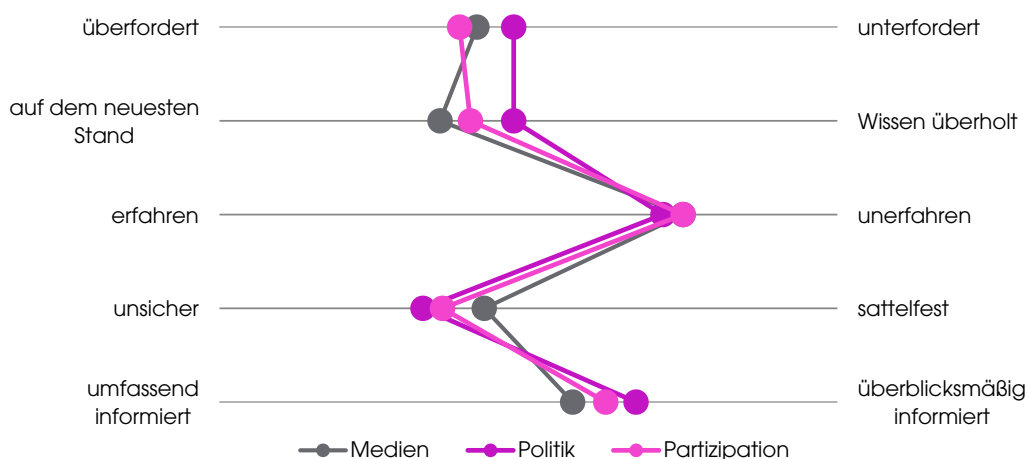 überfordert
unterfordert
auf dem neuesten
Stand
Wissen überholt
erfahren
unerfahren
unsicher
sattelfest
umfassend
informiert
überblicksmäßig
informiert
Medien
Politik
Partizipation